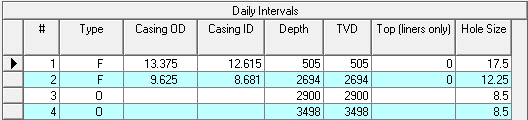 Daily Intervals
# Type Casing OD Casing ID Depth TVD Top (liners only) Hole Size
1 F 13.375 12.615 505 505 0 17.5
2 F 9.625 8.681 2694 2694 0 12.25
3 O 2900 2900 8.5
4 O 3498 3498 8.5